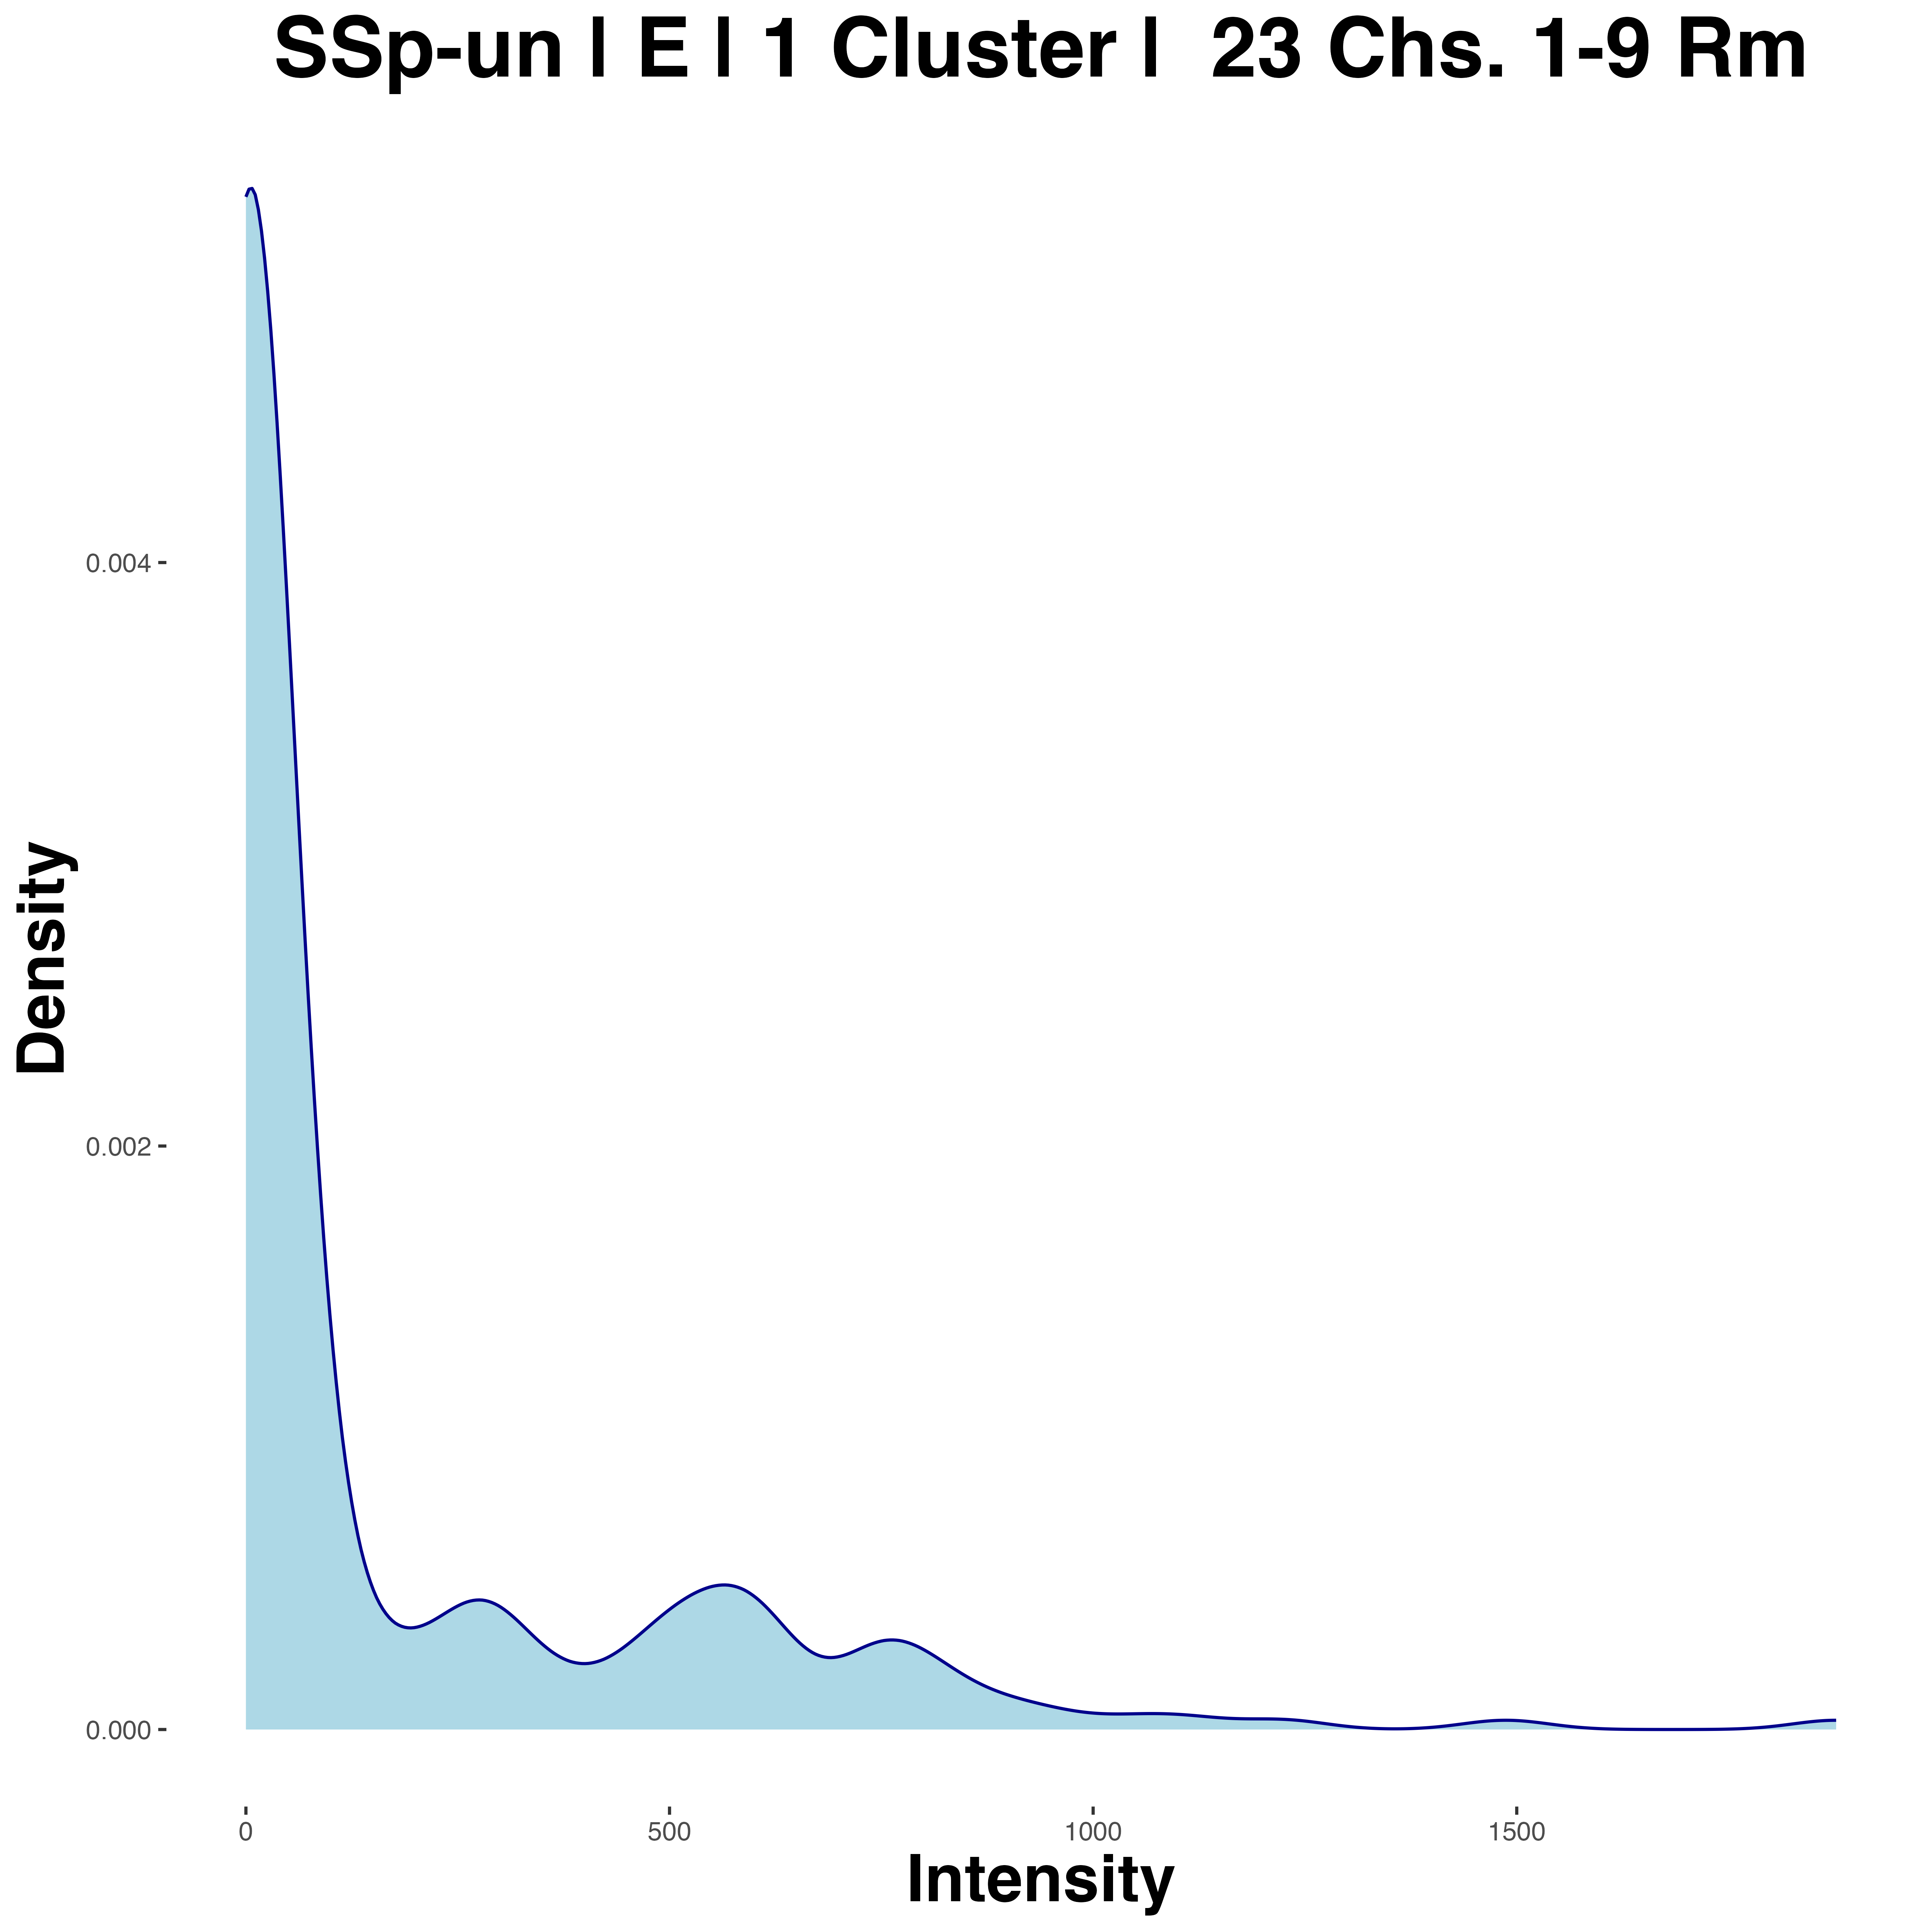 SSp-un | E | 1 Cluster |  23 Chs. 1-9 Rm
Density
0.004
0.002
0.000
0
500
1000
1500
Intensity